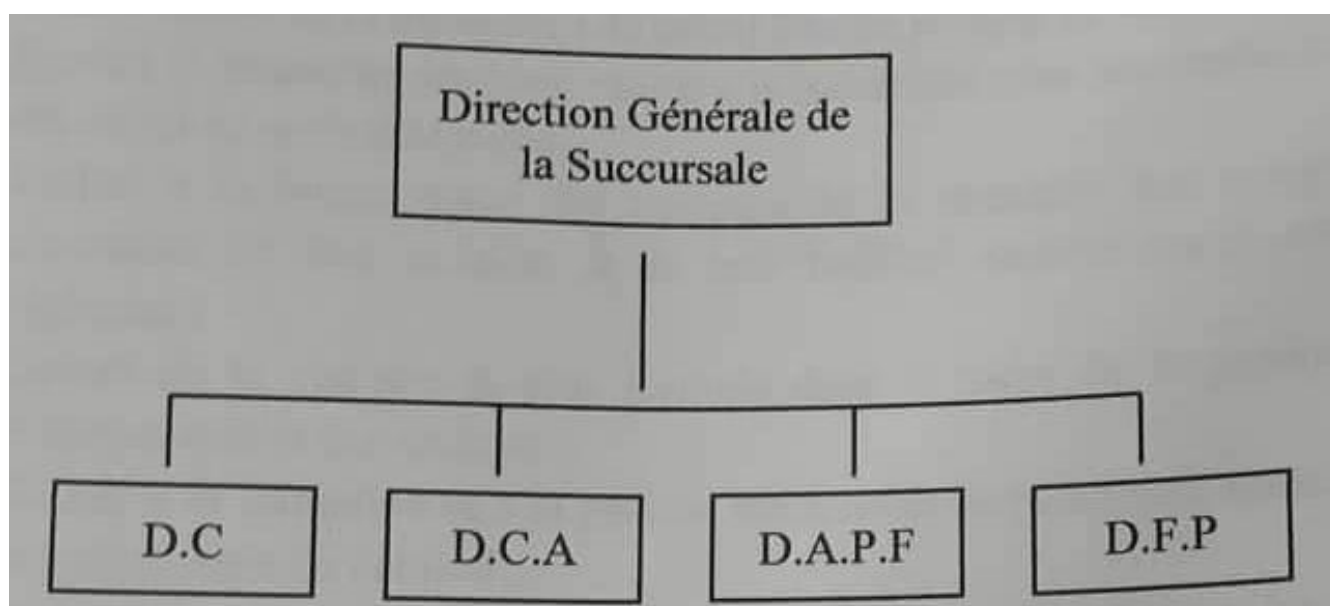 Direction Générale de
la Succursale
D.C
D.C.A
D.A.P.F
D.F.P